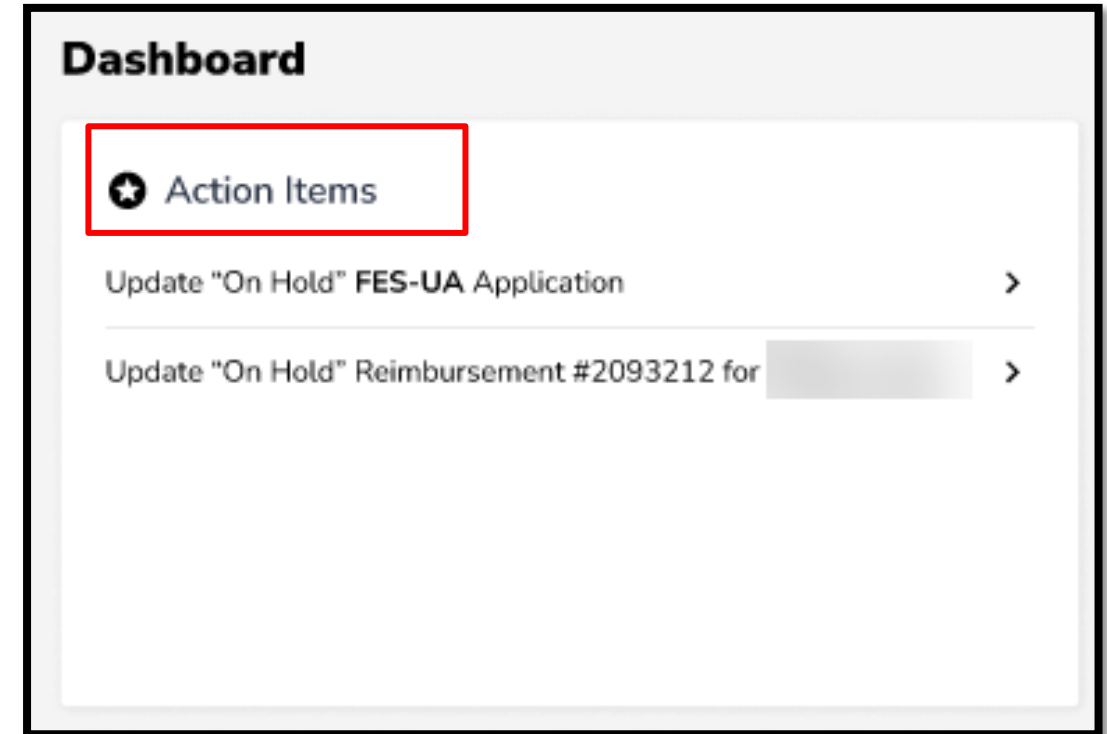 Dashboard
Action Items
Update "On Hold" FES-UA Application
Update "On Hold" Reimbursement #2093212 for